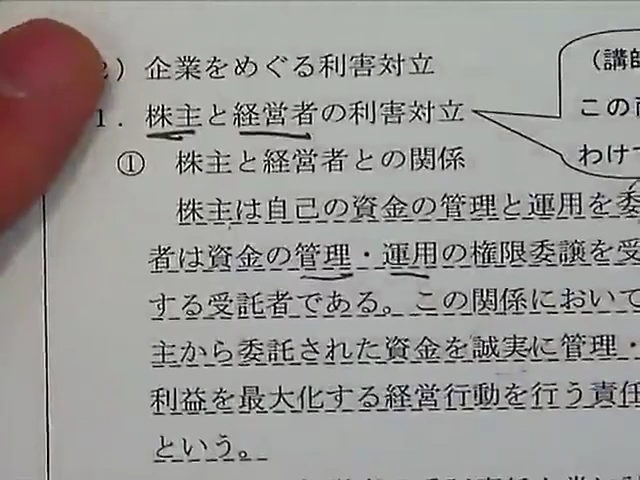 2）企業をめぐる利害対立
1．株主と経営者の利害対立
（講師
この
わけ
① 株主と経営者との関係
株主は自己の資金の管理と運用を委
者は資金の管理・運用の権限委譲を受
する受託者である。この関係において
主から委託された資金を誠実に管理・
利益を最大化する経営行動を行う責任
という。